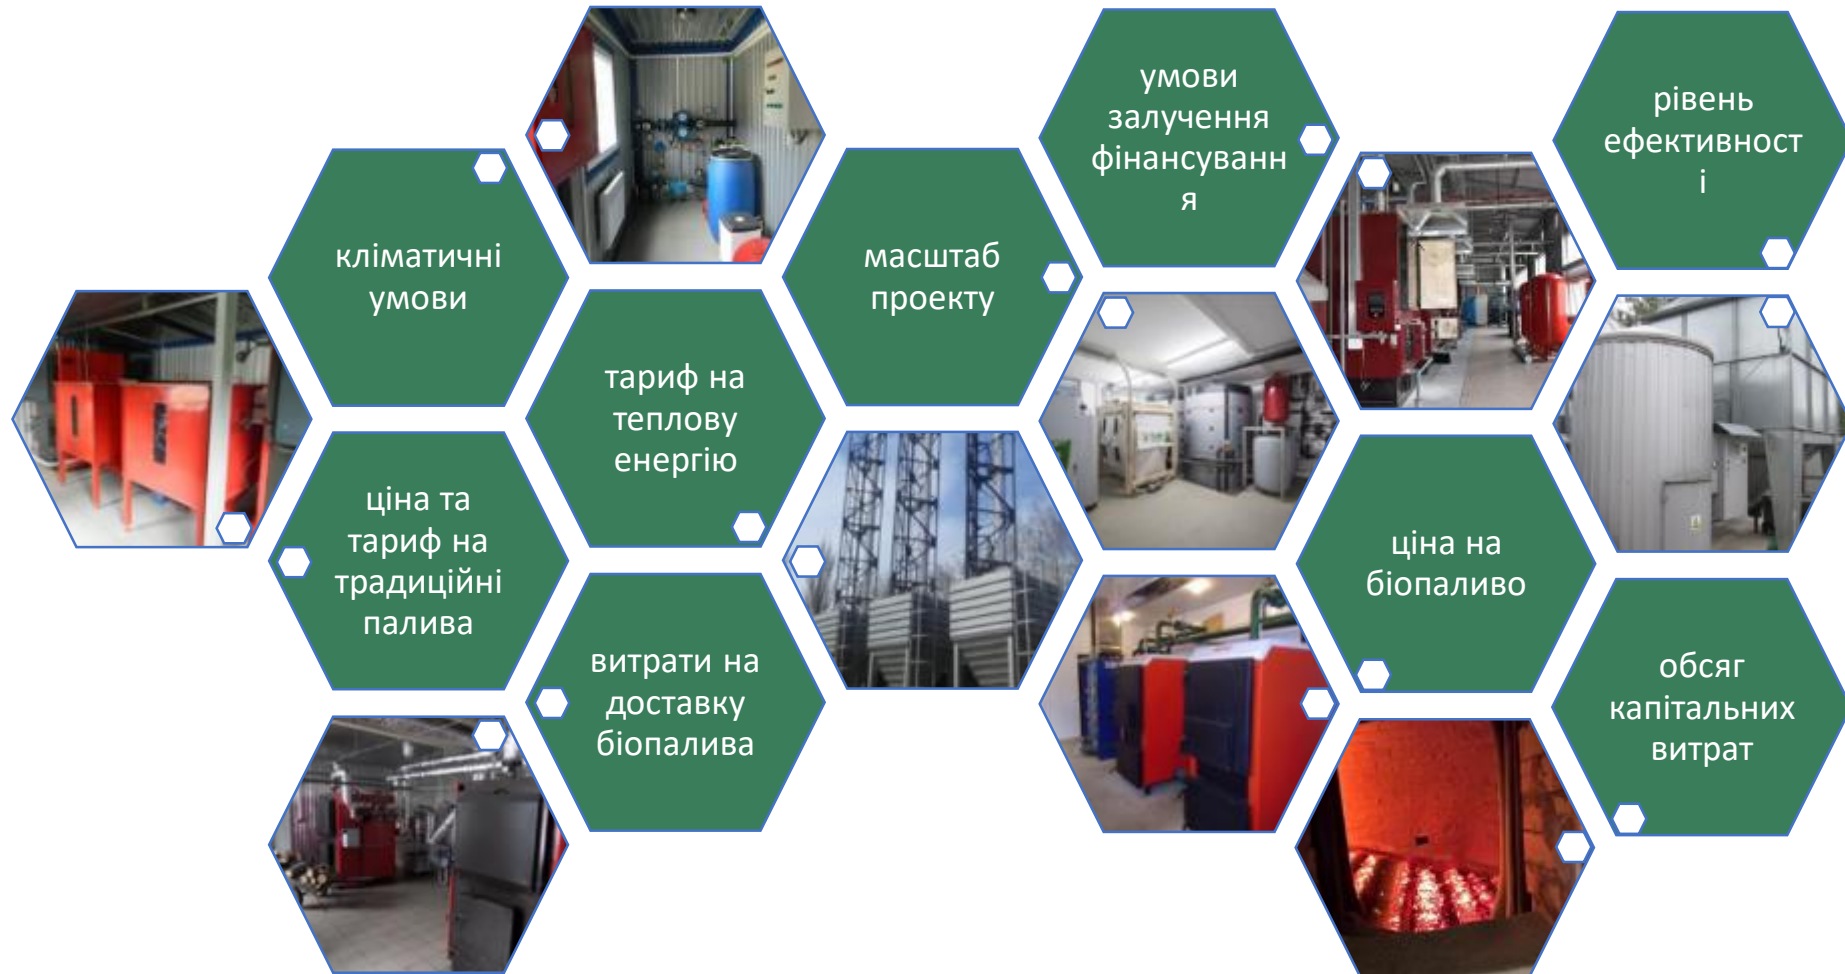 кліматичні
умови
ціна та
тариф на
традиційні
палива
тариф на
теплову
енергію
витрати на
доставку
біопалива
масштаб
проекту
умови
залучення
фінансуванн
я
ціна на
біопаливо
рівень
ефективност
і
обсяг
капітальних
витрат